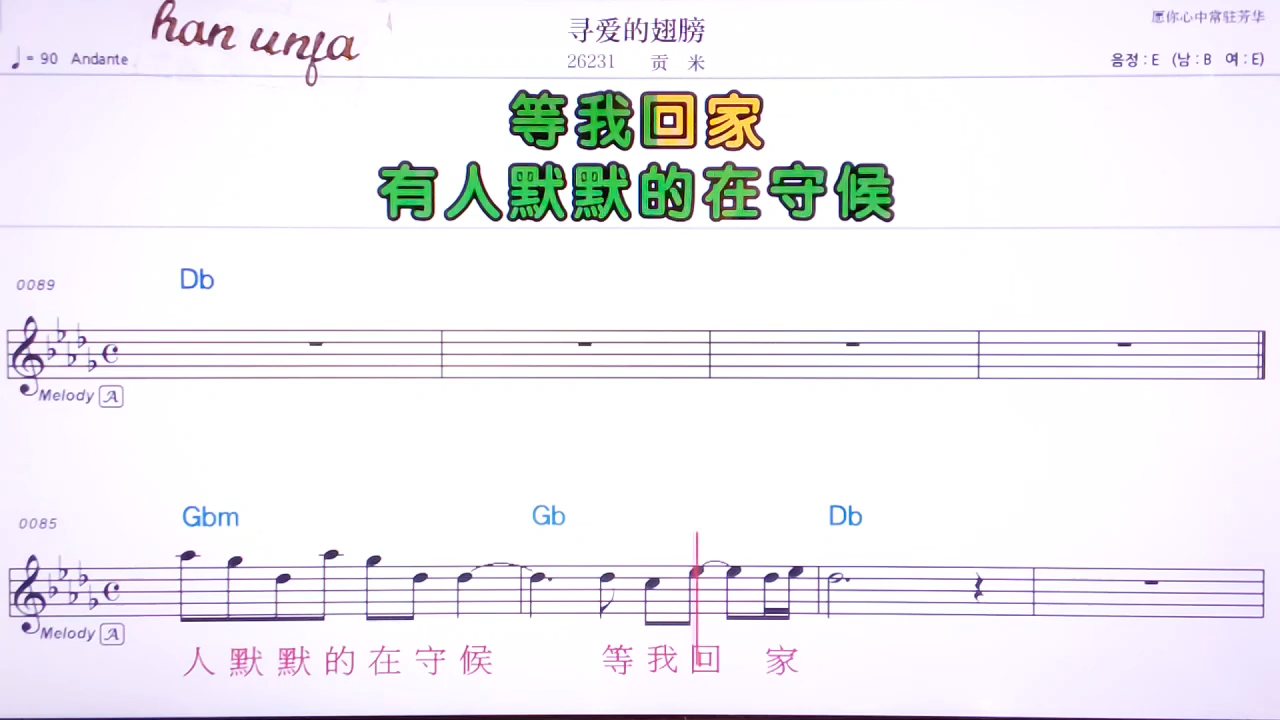 han unfa
寻爱的翅膀
愿你心中常驻芳华
♩= 90 Andante
26231 贡 米
음정 : E (남 : B 여 : E)
等我回家
有人默默的在守候
Db
0089
Melody A
Gbm Gb Db
0085
Melody A
人 默 默 的 在 守 候 等 我 回 家